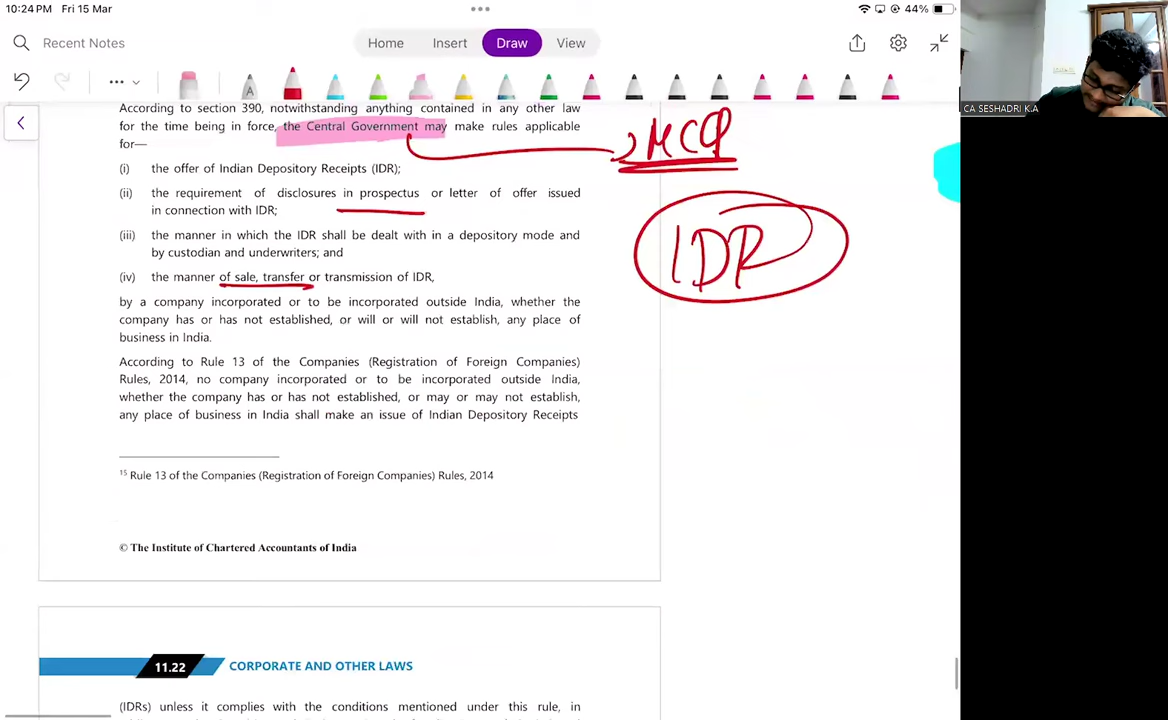 10:24 PM Fri 15 Mar
44%
Recent Notes
Home Insert Draw View
A
CA SESHADRI K.A
According to section 390, notwithstanding anything contained in any other law
for the time being in force, the Central Government may make rules applicable
for—
MCQ
(i) the offer of Indian Depository Receipts (IDR);
(ii) the requirement of disclosures in prospectus or letter of offer issued
in connection with IDR;
IDR
(iii) the manner in which the IDR shall be dealt with in a depository mode and
by custodian and underwriters; and
(iv) the manner of sale, transfer or transmission of IDR,
by a company incorporated or to be incorporated outside India, whether the
company has or has not established, or will or will not establish, any place of
business in India.
According to Rule 13 of the Companies (Registration of Foreign Companies)
Rules, 2014, no company incorporated or to be incorporated outside India,
whether the company has or has not established, or may or may not establish,
any place of business in India shall make an issue of Indian Depository Receipts
15 Rule 13 of the Companies (Registration of Foreign Companies) Rules, 2014
© The Institute of Chartered Accountants of India
11.22 CORPORATE AND OTHER LAWS
(IDRs) unless it complies with the conditions mentioned under this rule, in